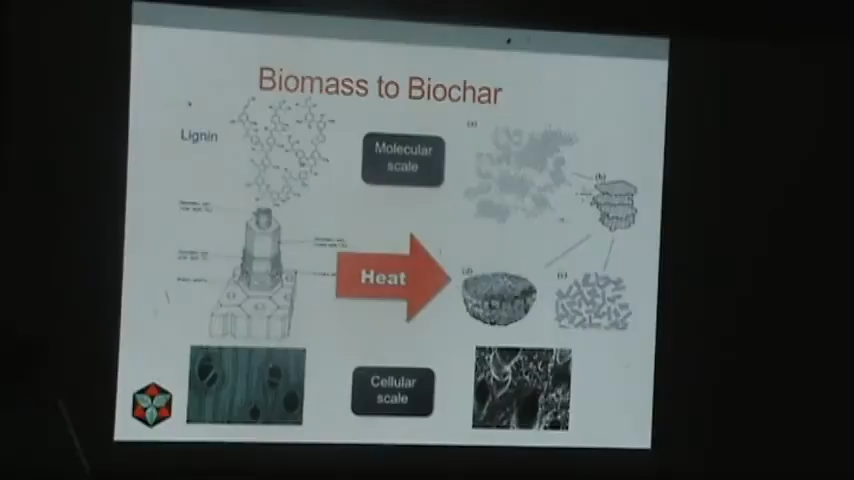 Biomass to Biochar
Lignin
Molecular
scale
(a)
(b)
Heat
(d)
(c)
Cellular
scale